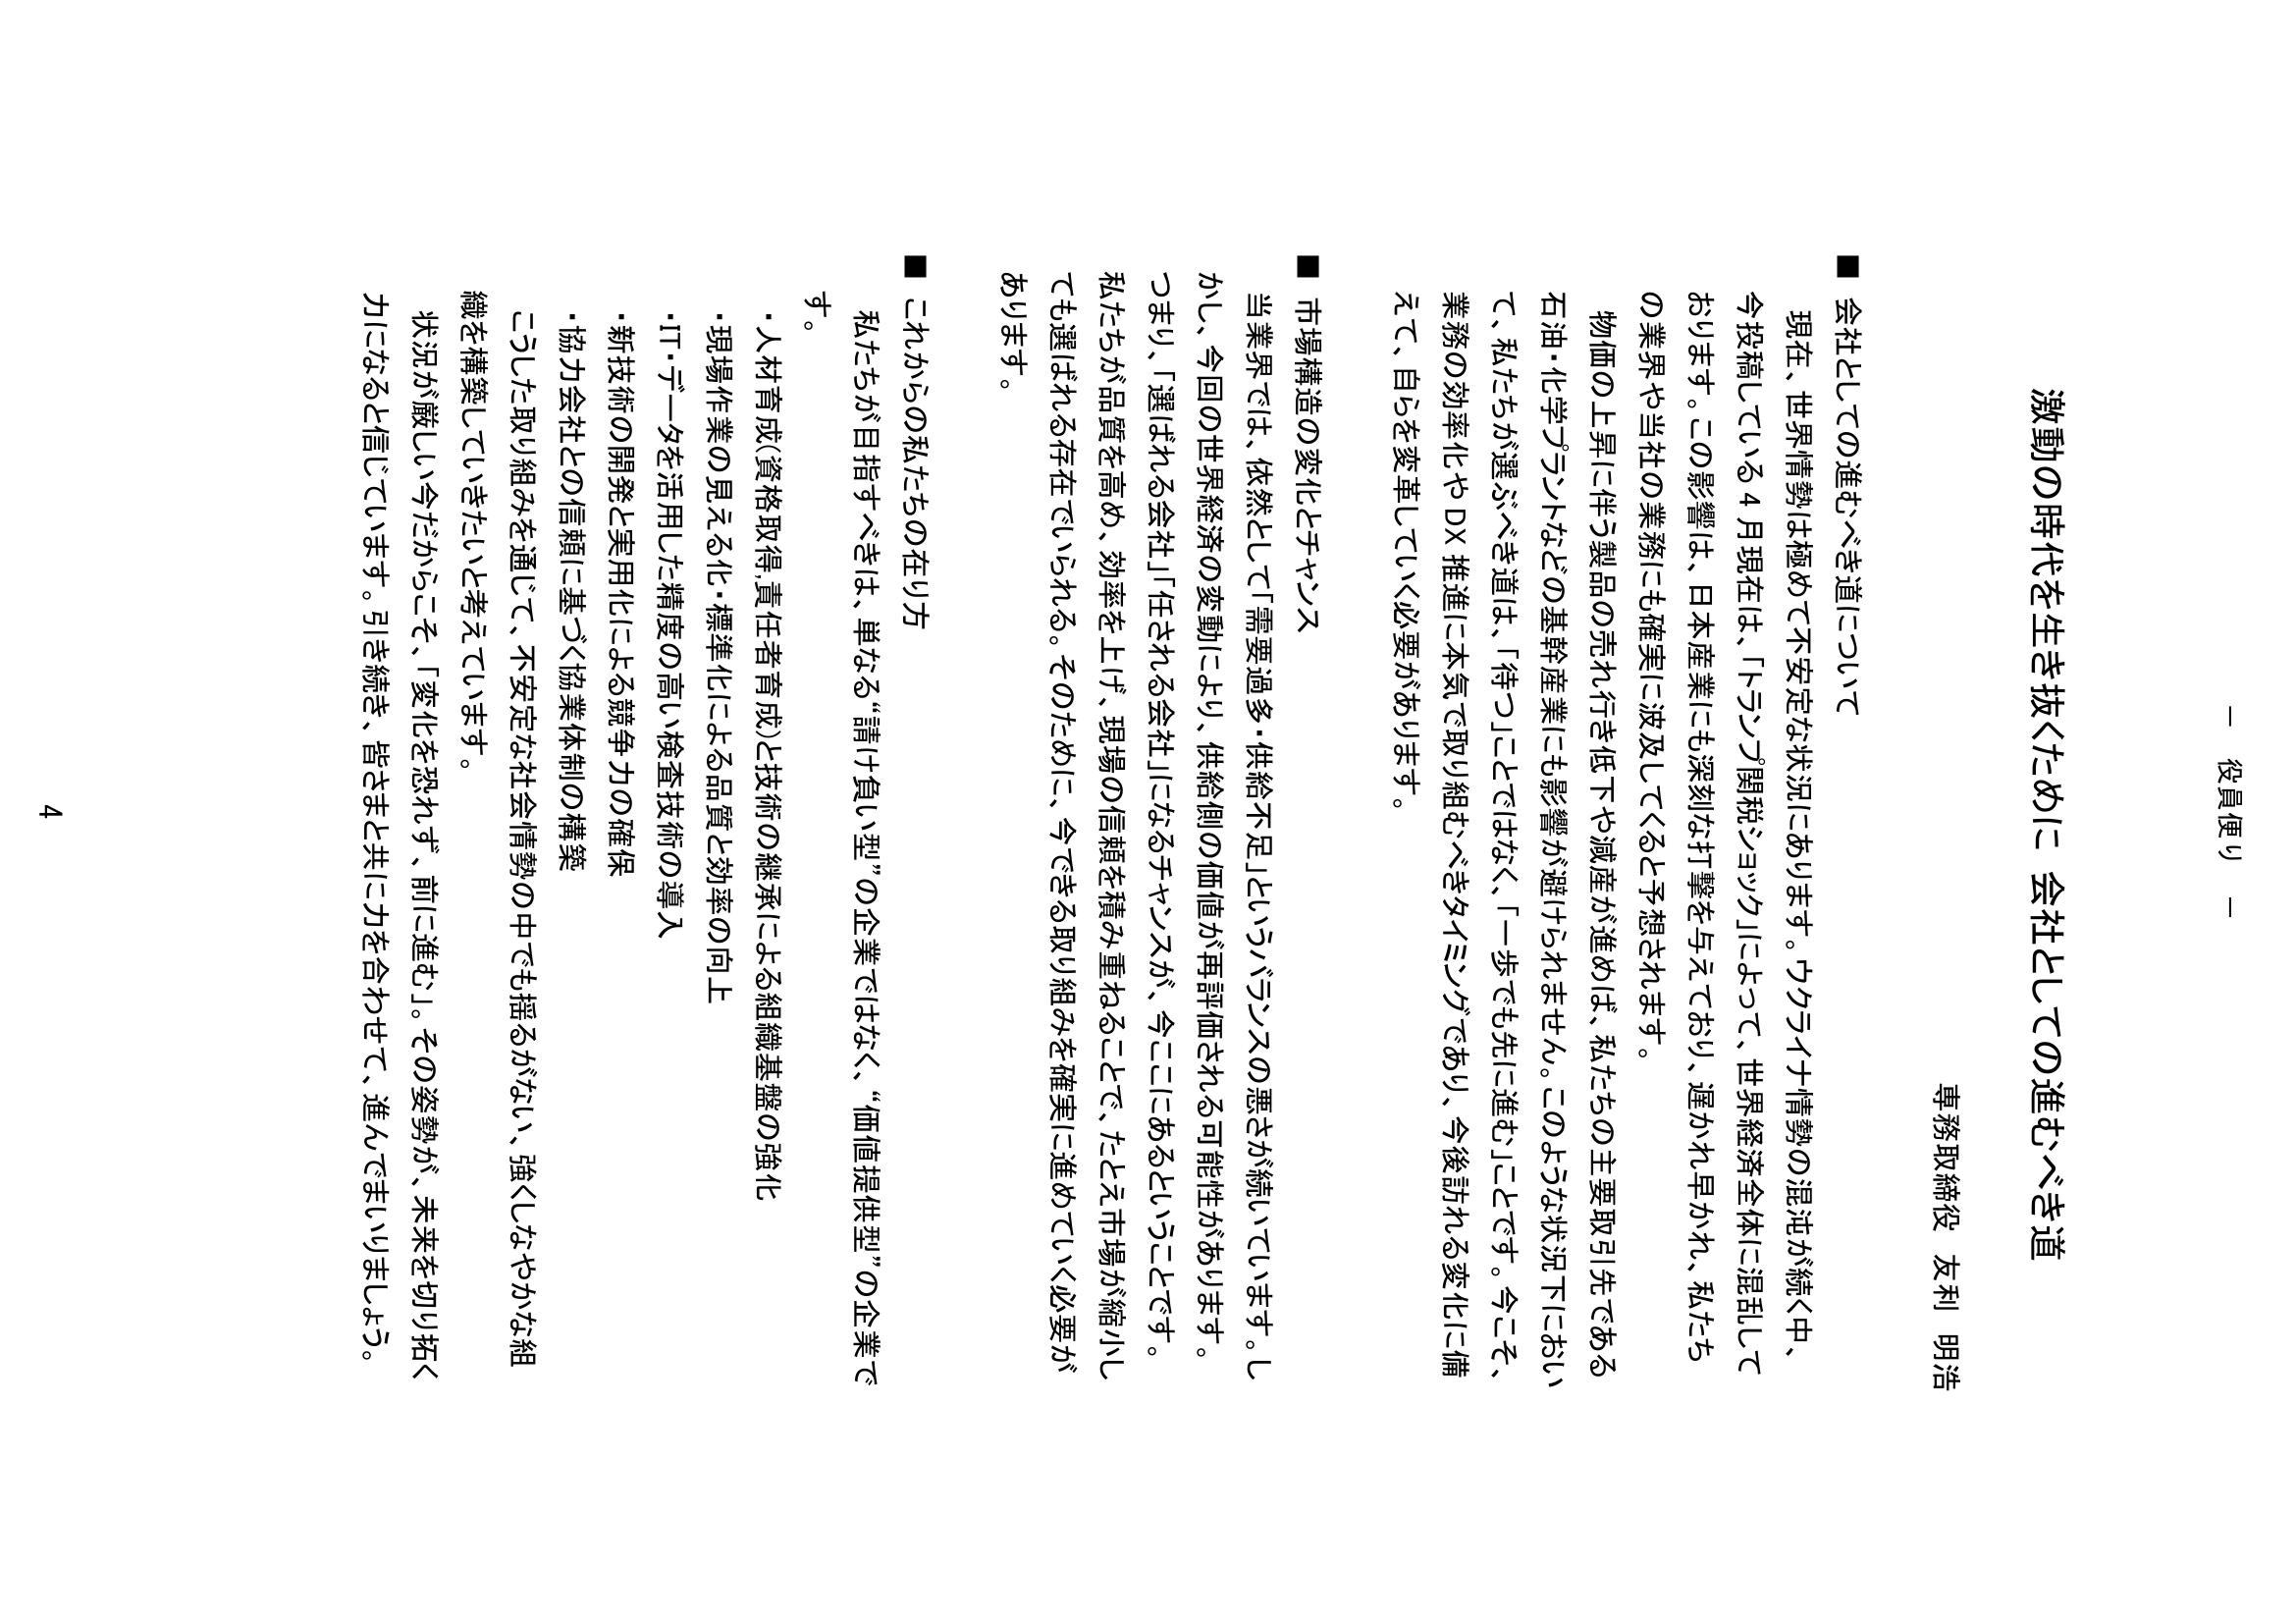 ― 役員便り ―
激動の時代を生き抜くために 会社としての進むべき道
専務取締役 友利 明浩
■ 会社としての進むべき道について
現在、世界情勢は極めて不安定な状況にあります。ウクライナ情勢の混沌が続く中、
今投稿している 4 月現在は、「トランプ関税ショック」によって、世界経済全体に混乱して
おります。この影響は、日本産業にも深刻な打撃を与えており、遅かれ早かれ、私たち
の業界や当社の業務にも確実に波及してくると予想されます。
物価の上昇に伴う製品の売れ行き低下や減産が進めば、私たちの主要取引先である
石油・化学プラントなどの基幹産業にも影響が避けられません。このような状況下におい
て、私たちが選ぶべき道は、「待つ」ことではなく、「一歩でも先に進む」ことです。今こそ、
業務の効率化や DX 推進に本気で取り組むべきタイミングであり、今後訪れる変化に備
えて、自らを変革していく必要があります。
■ 市場構造の変化とチャンス
当業界では、依然として「需要過多・供給不足」というバランスの悪さが続いています。し
かし、今回の世界経済の変動により、供給側の価値が再評価される可能性があります。
つまり、「選ばれる会社」「任される会社」になるチャンスが、今ここにあるということです。
私たちが品質を高め、効率を上げ、現場の信頼を積み重ねることで、たとえ市場が縮小し
ても選ばれる存在でいられる。そのために、今できる取り組みを確実に進めていく必要が
あります。
■ これからの私たちの在り方
私たちが目指すべきは、単なる“請け負い型”の企業ではなく、“価値提供型”の企業で
す。
・人材育成(資格取得,責任者育成)と技術の継承による組織基盤の強化
・現場作業の見える化・標準化による品質と効率の向上
・IT・データを活用した精度の高い検査技術の導入
・新技術の開発と実用化による競争力の確保
・協力会社との信頼に基づく協業体制の構築
こうした取り組みを通じて、不安定な社会情勢の中でも揺るがない、強くしなやかな組
織を構築していきたいと考えています。
状況が厳しい今だからこそ、「変化を恐れず、前に進む」。その姿勢が、未来を切り拓く
力になると信じています。引き続き、皆さまと共に力を合わせて、進んでまいりましょう。
4